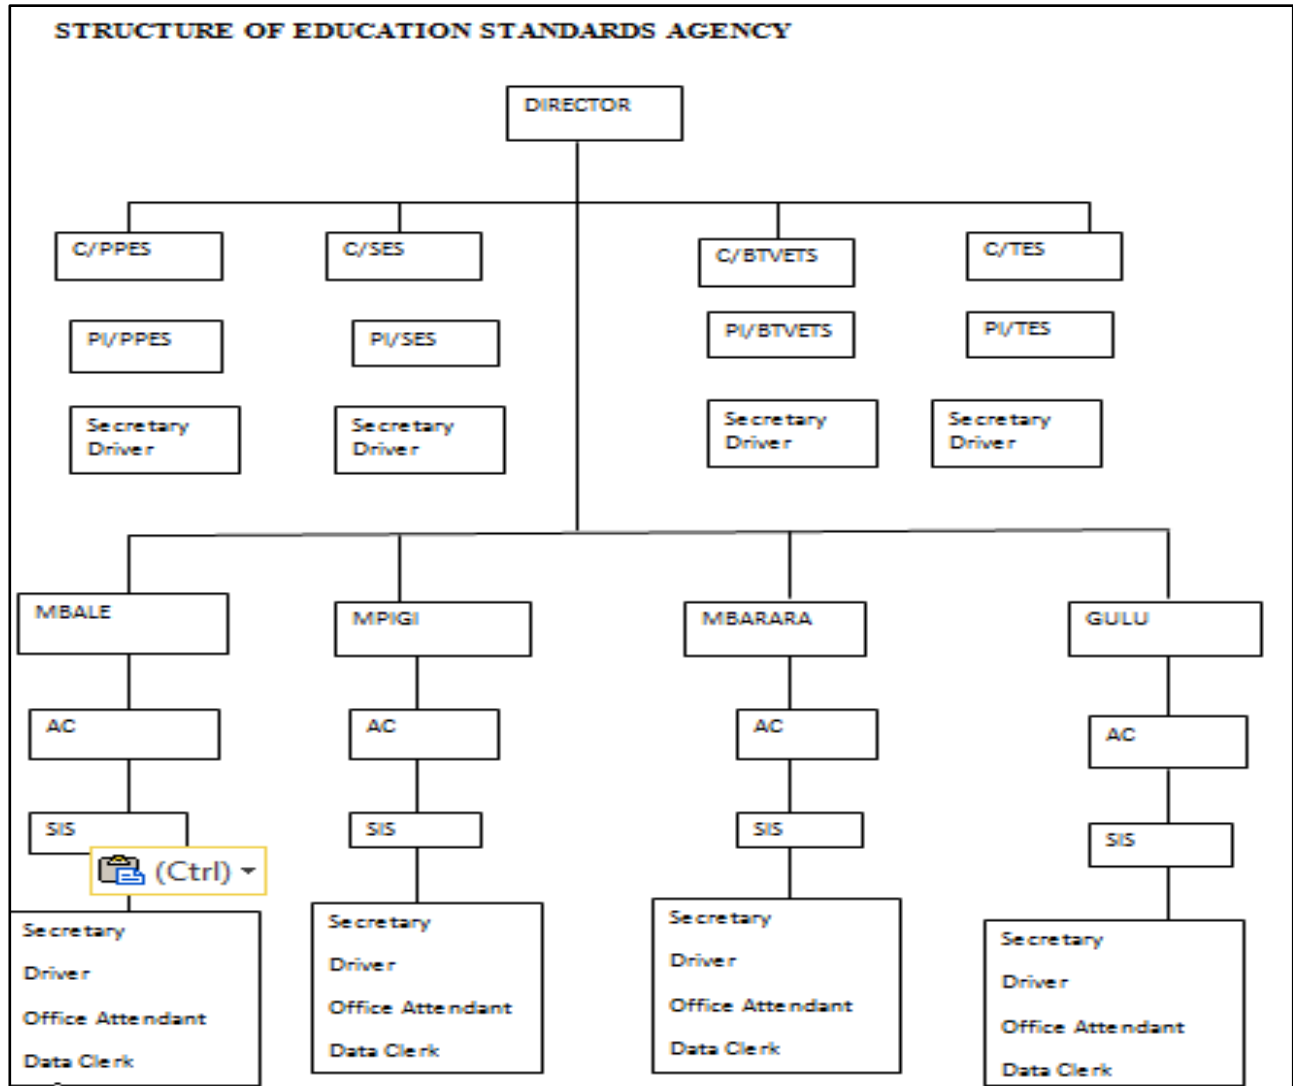 STRUCTURE OF EDUCATION STANDARDS AGENCY
DIRECTOR
C/PPES
C/SES
C/BTVETS
C/TES
PI/PPES
PI/SES
PI/BTVETS
PI/TES
Secretary
Driver
Secretary
Driver
Secretary
Driver
Secretary
Driver
MBALE
MPIGI
MBARARA
GULU
AC
AC
AC
AC
SIS
SIS
SIS
SIS
(Ctrl)
Secretary
Driver
Office Attendant
Data Clerk
Secretary
Driver
Office Attendant
Data Clerk
Secretary
Driver
Office Attendant
Data Clerk
Secretary
Driver
Office Attendant
Data Clerk